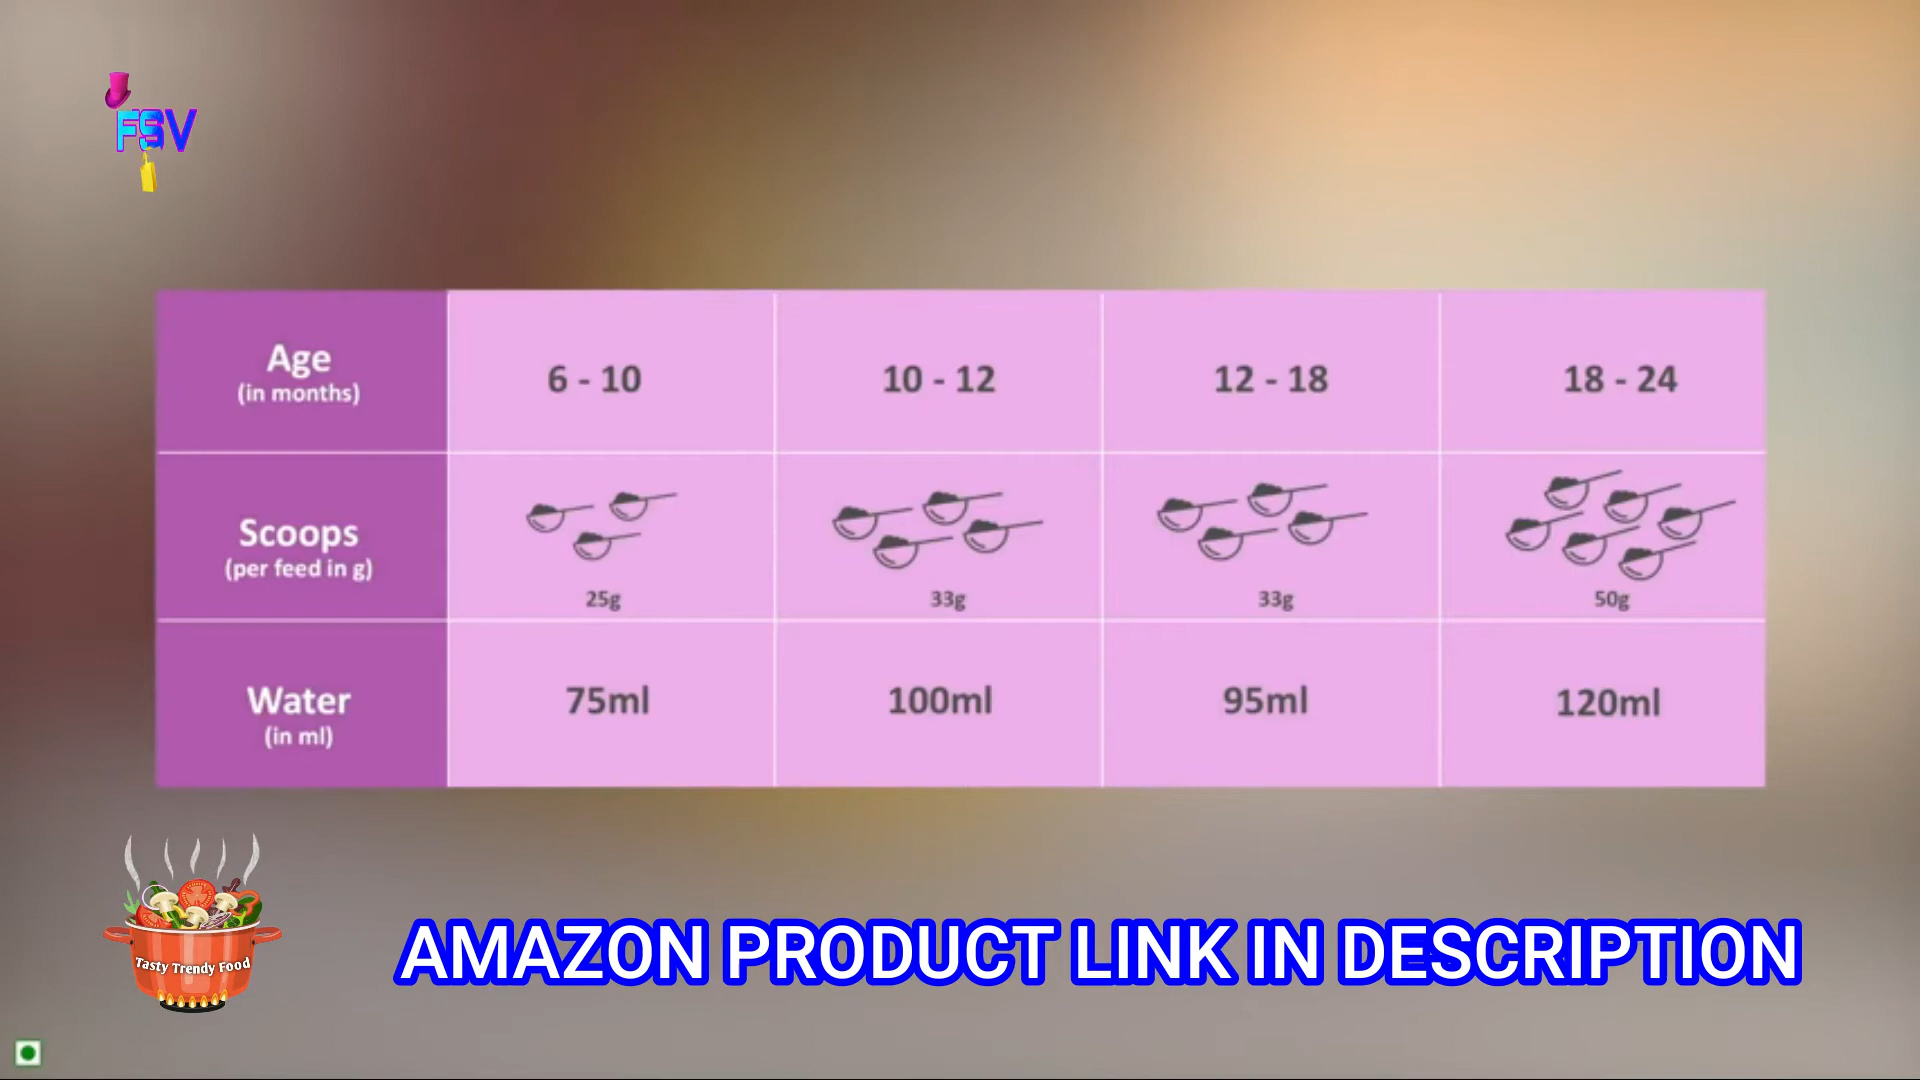 FSV
Age
(in months)
6 - 10
10 - 12
12 - 18
18 - 24
Scoops
(per feed in g)
25g
33g
33g
50g
Water
(in ml)
75ml
100ml
95ml
120ml
Tasty Trendy Food
AMAZON PRODUCT LINK IN DESCRIPTION